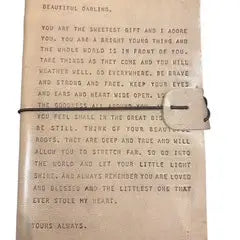 BEAUTIFUL DARLING,
YOU ARE THE SWEETEST GIFT AND I ADORE
YOU. YOU ARE A BRIGHT YOUNG THING AND
THE WHOLE WORLD IS IN FRONT OF YOU.
TAKE THINGS AS THEY COME AND YOU WILL
WEATHER WELL. GO EVERYWHERE. BE BRAVE
AND STRONG AND FREE. KEEP YOUR EYES
AND EARS AND HEART WIDE OPEN.
THE GOODNESS ALL AROUND
YOU FEEL SMALL IN THE GREAT BIG
BE STILL. THINK OF YOUR BEAUTIFUL
ROOTS. THEY ARE DEEP AND TRUE AND WILL
ALLOW YOU TO STRETCH FAR. SO GO INTO
THE WORLD AND LET YOUR LITTLE LIGHT
SHINE. AND ALWAYS REMEMBER YOU ARE LOVED
AND BLESSED AND THE LITTLEST ONE THAT
EVER STOLE MY HEART.
YOURS ALWAYS.